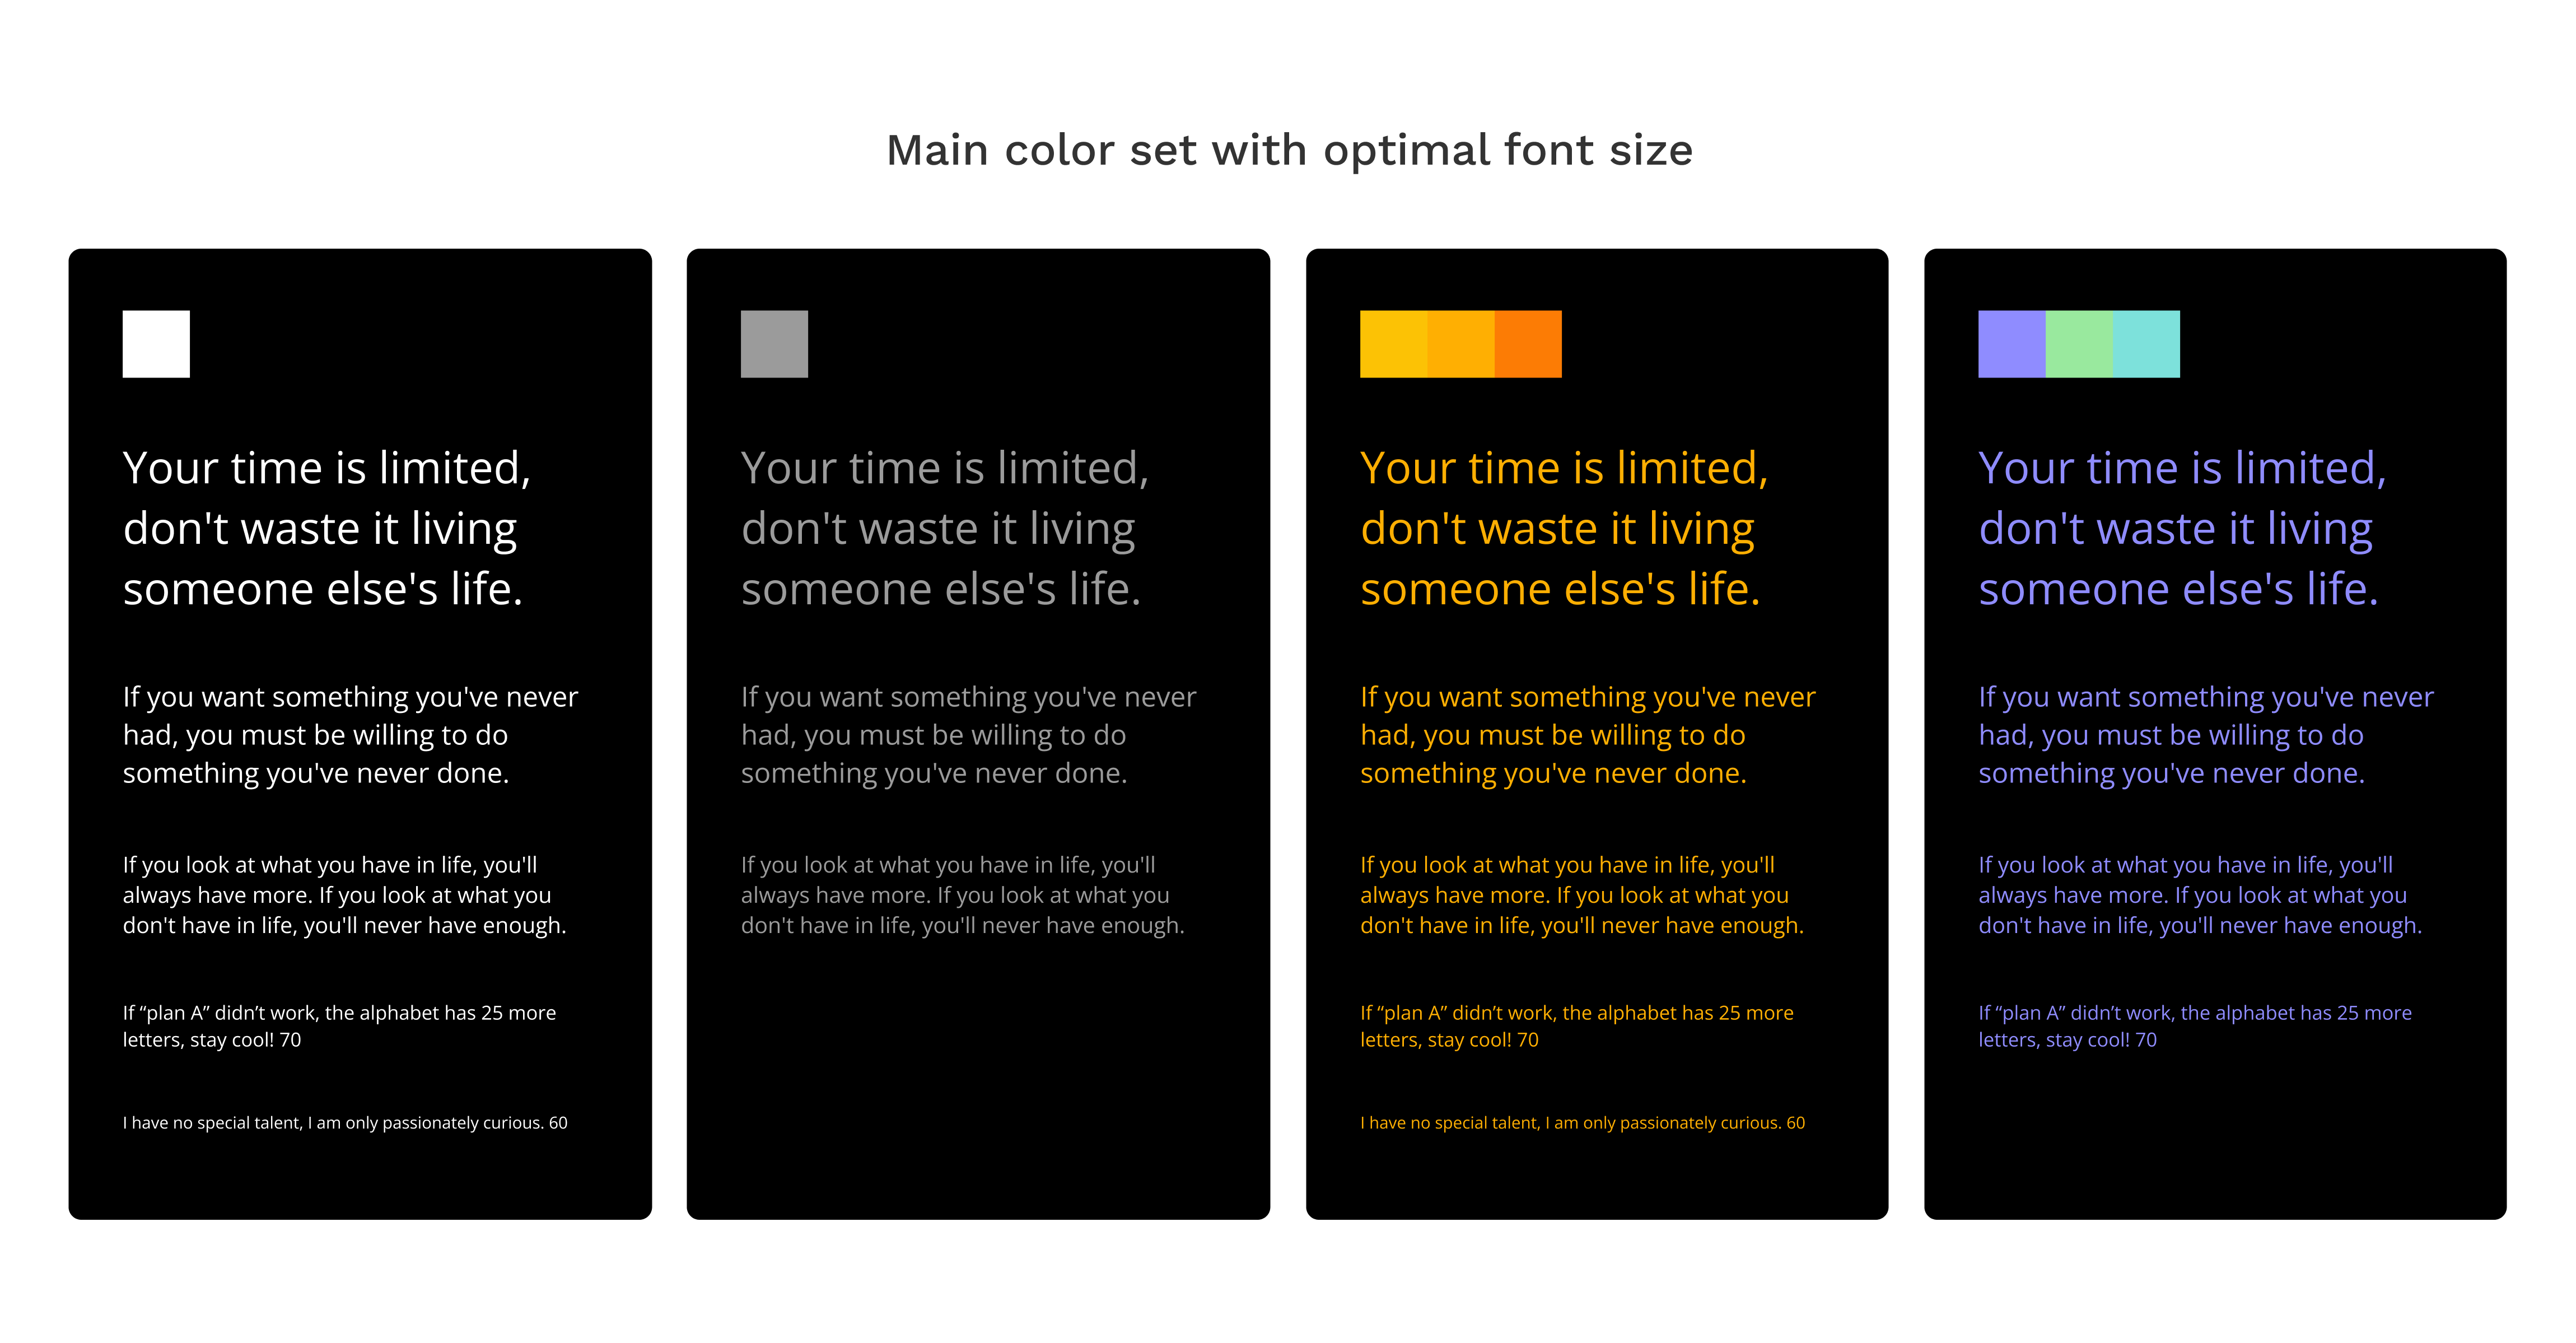 Main color set with optimal font size
Your time is limited,
don't waste it living
someone else's life.
If you want something you've never
had, you must be willing to do
something you've never done.
If you look at what you have in life, you'll
always have more. If you look at what you
don't have in life, you'll never have enough.
If “plan A” didn’t work, the alphabet has 25 more
letters, stay cool! 70
I have no special talent, I am only passionately curious. 60
Your time is limited,
don't waste it living
someone else's life.
If you want something you've never
had, you must be willing to do
something you've never done.
If you look at what you have in life, you'll
always have more. If you look at what you
don't have in life, you'll never have enough.
Your time is limited,
don't waste it living
someone else's life.
If you want something you've never
had, you must be willing to do
something you've never done.
If you look at what you have in life, you'll
always have more. If you look at what you
don't have in life, you'll never have enough.
If “plan A” didn’t work, the alphabet has 25 more
letters, stay cool! 70
I have no special talent, I am only passionately curious. 60
Your time is limited,
don't waste it living
someone else's life.
If you want something you've never
had, you must be willing to do
something you've never done.
If you look at what you have in life, you'll
always have more. If you look at what you
don't have in life, you'll never have enough.
If “plan A” didn’t work, the alphabet has 25 more
letters, stay cool! 70